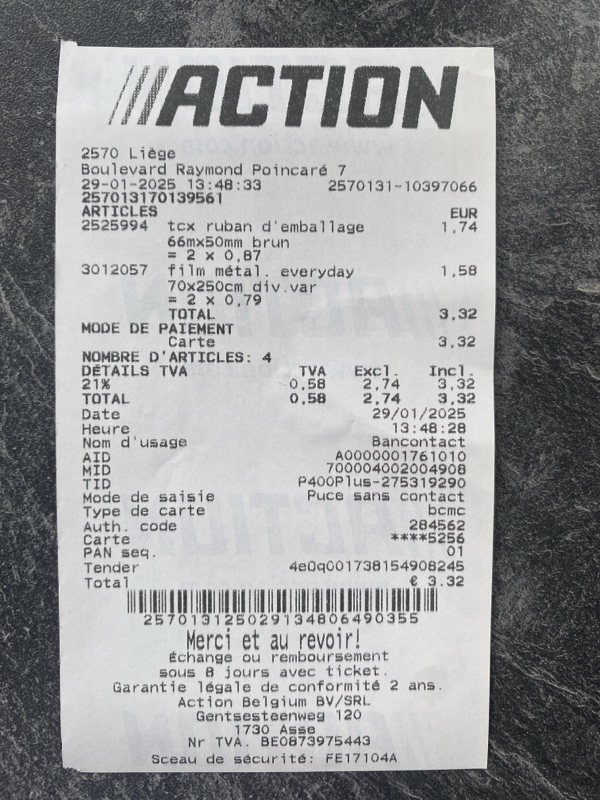 ACTION
2570 Liège
Boulevard Raymond Poincaré 7
29-01-2025 13:48:33 2570131-10397066
257013170139561
ARTICLES EUR
2525994 tcx ruban d'emballage 1,74
66mx50mm brun
= 2 x 0,87
3012057 film métal. everyday 1,58
70x250cm div.var
= 2 x 0,79
TOTAL 3,32
MODE DE PAIEMENT
Carte 3,32
NOMBRE D'ARTICLES: 4
DÉTAILS TVA TVA Excl. Incl.
21% 0,58 2,74 3,32
TOTAL 0,58 2,74 3,32
Date 29/01/2025
Heure 13:48:28
Nom d'usage Bancontact
AID A0000001761010
MID 700004002004908
TID P400Plus-275319290
Mode de saisie Puce sans contact
Type de carte bcmc
Auth. code 284562
Carte ****5256
PAN seq. 01
Tender 4e0q001738154908245
Total € 3.32
2570131250291348064903​55
Merci et au revoir!
Échange ou remboursement
sous 8 jours avec ticket.
Garantie légale de conformité 2 ans.
Action Belgium BV/SRL
Gentsesteenweg 120
1730 Asse
Nr TVA. BE0873975443
Sceau de sécurité: FE17104A